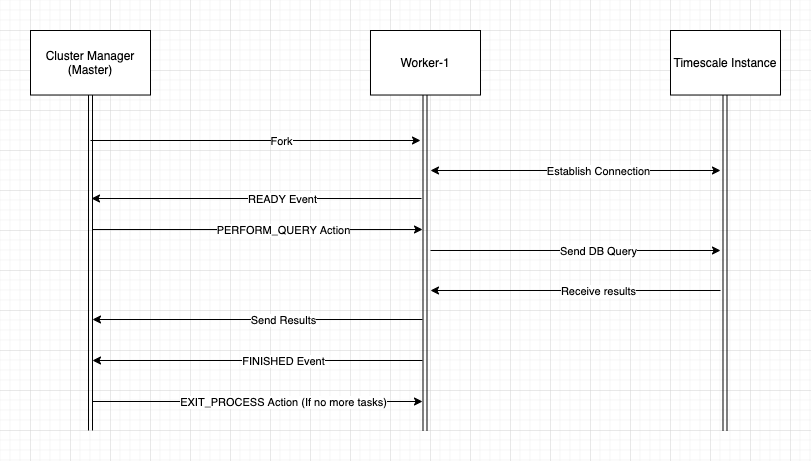 Cluster Manager
(Master)
Worker-1
Timescale Instance
Fork
Establish Connection
READY Event
PERFORM_QUERY Action
Send DB Query
Receive results
Send Results
FINISHED Event
EXIT_PROCESS Action (If no more tasks)